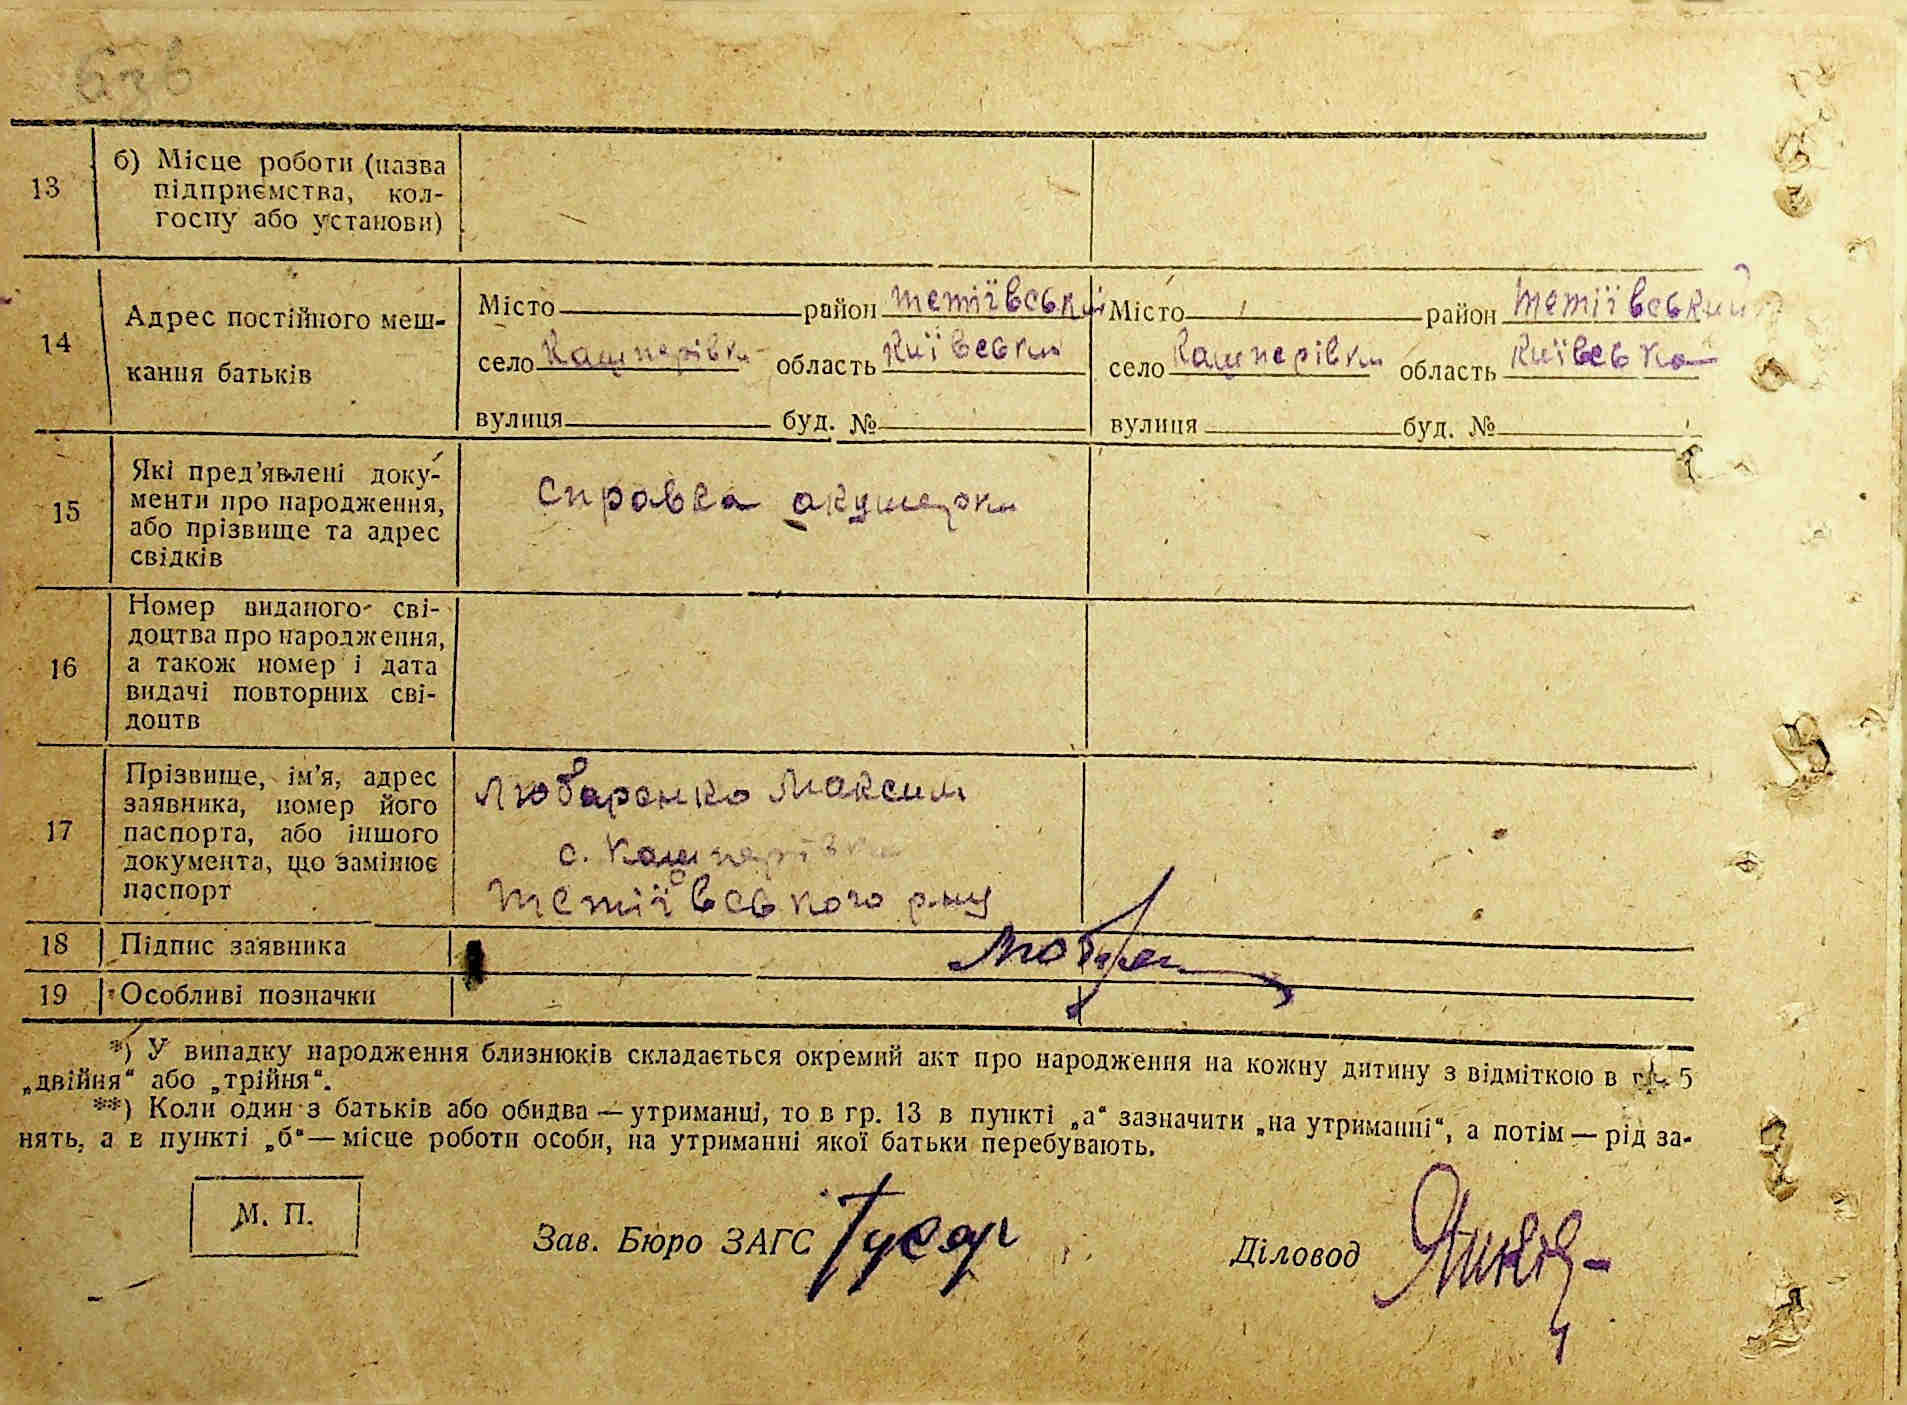 13 б) Місце роботи (назва
підприємства, кол-
госпу або установи)
14 Адрес постійного меш-
кання батьків
Місто район Тетіївський
село Кашперівка область Київська
вулиця буд. №
Місто район Тетіївський
село Кашперівка область Київська
вулиця буд. №
15 Які пред’явлені доку-
менти про народження,
або прізвище та адрес
свідків
справка акушерки
16 Номер виданого сві-
доцтва про народження,
а також номер і дата
видачі повторних сві-
доцтв
17 Прізвище, ім’я, адрес
заявника, номер його
паспорта, або іншого
документа, що замінює
паспорт
Любаренко Максим
с. Кашперівка
Тетіївського р-ну
18 Підпис заявника
19 Особливі позначки
*) У випадку народження близнюків складається окремий акт про народження на кожну дитину з відміткою в гр. 5
„двійня“ або „трійня“.
**) Коли один з батьків або обидва — утриманці, то в гр. 13 в пункті „а“ зазначити „на утриманні“, а потім — рід за-
нять, а в пункті „б“ — місце роботи особи, на утриманні якої батьки перебувають.
М. П.
Зав. Бюро ЗАГС Гусар
Діловод